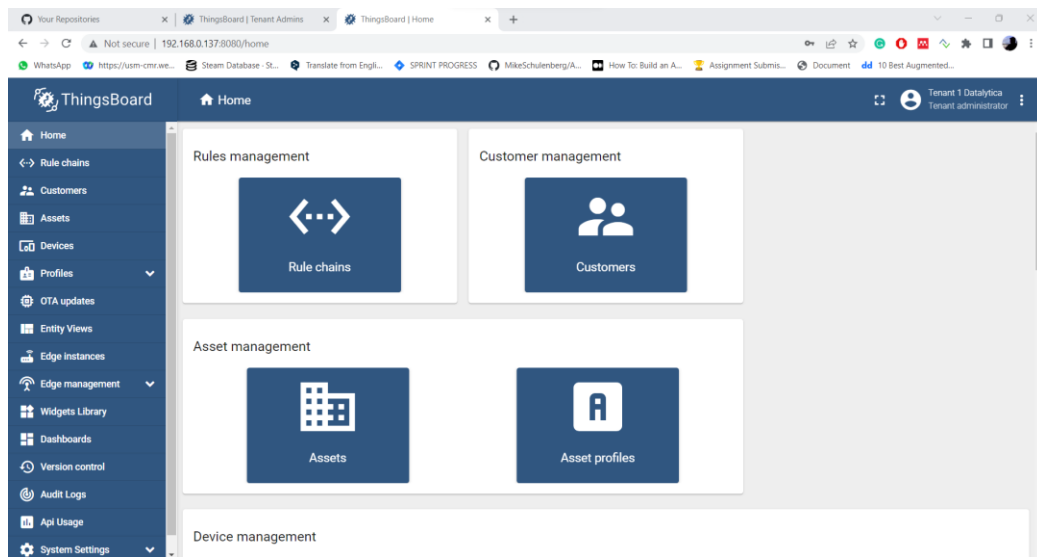 Your Repositories
ThingsBoard | Tenant Admins
ThingsBoard | Home
Not secure | 192.168.0.137:8080/home
WhatsApp
https://usm-cmr.we...
Steam Database - St...
Translate from Engli...
SPRINT PROGRESS
MikeSchulenberg/A...
How To: Build an A...
Assignment Submis...
Document
10 Best Augmented...
ThingsBoard
Home
Tenant 1 Datalytica
Tenant administrator
Home
Rule chains
Customers
Assets
Devices
Profiles
OTA updates
Entity Views
Edge instances
Edge management
Widgets Library
Dashboards
Version control
Audit Logs
Api Usage
System Settings
Rules management
Rule chains
Customer management
Customers
Asset management
Assets
A
Asset profiles
Device management